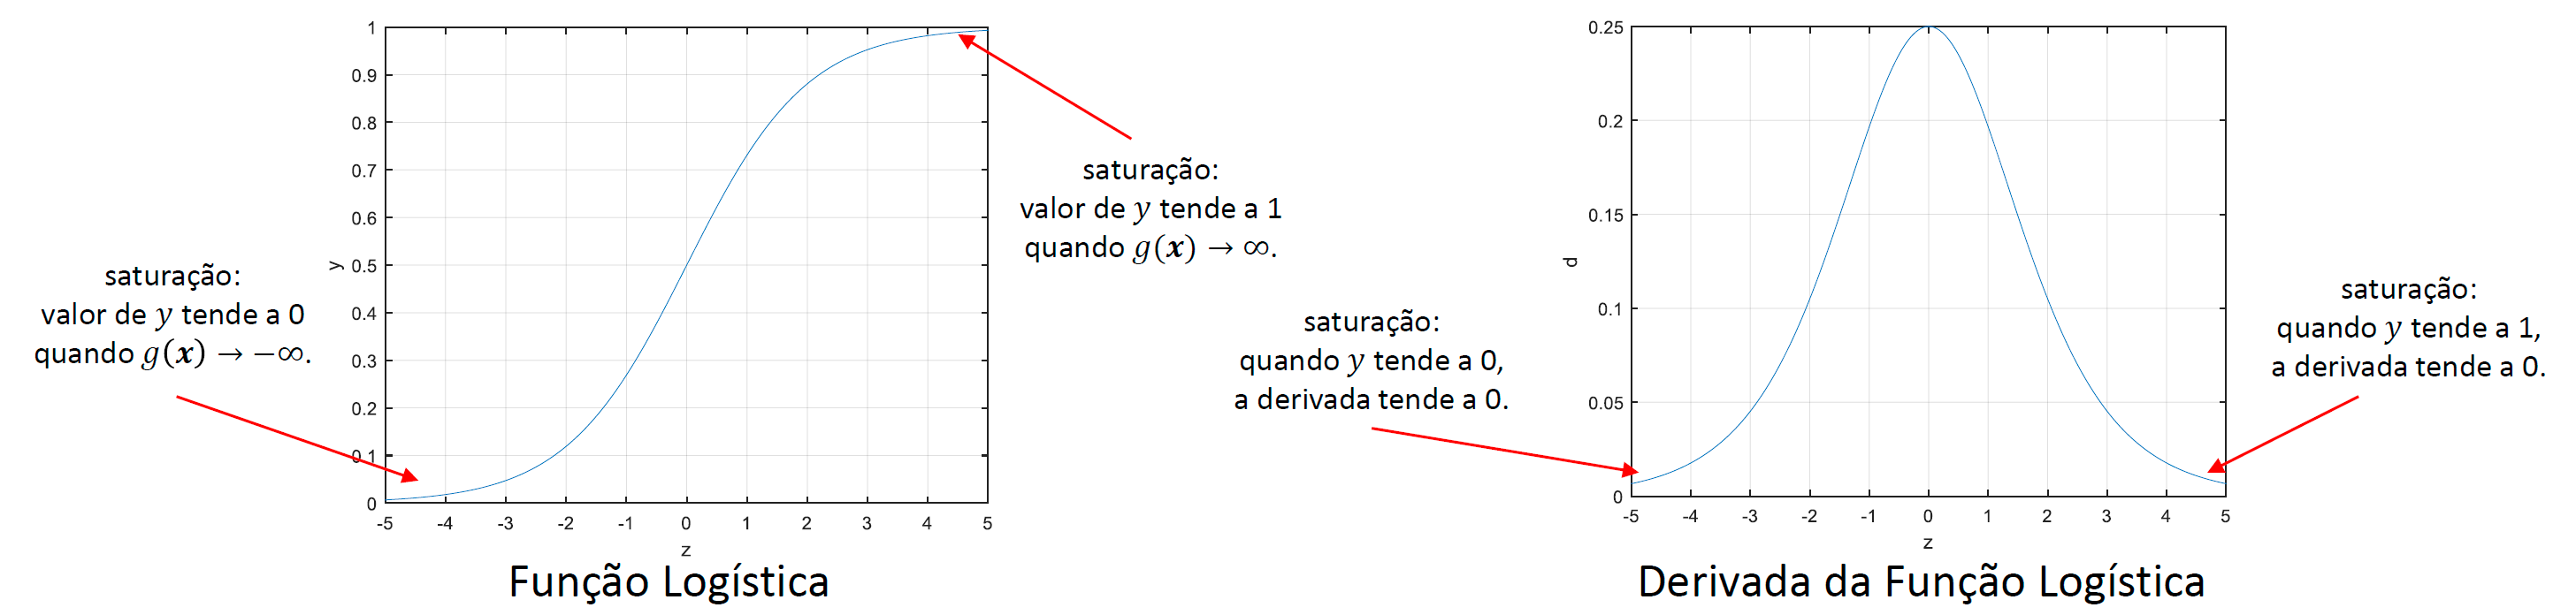 1
0.9
0.8
0.7
0.6
0.5
0.4
0.3
0.2
0.1
0
y
-5 -4 -3 -2 -1 0 1 2 3 4 5
z
Função Logística
saturação:
valor de y tende a 0
quando g(x) → −∞.
saturação:
valor de y tende a 1
quando g(x) → ∞.
0.25
0.2
0.15
0.1
0.05
0
d
-5 -4 -3 -2 -1 0 1 2 3 4 5
z
Derivada da Função Logística
saturação:
quando y tende a 0,
a derivada tende a 0.
saturação:
quando y tende a 1,
a derivada tende a 0.